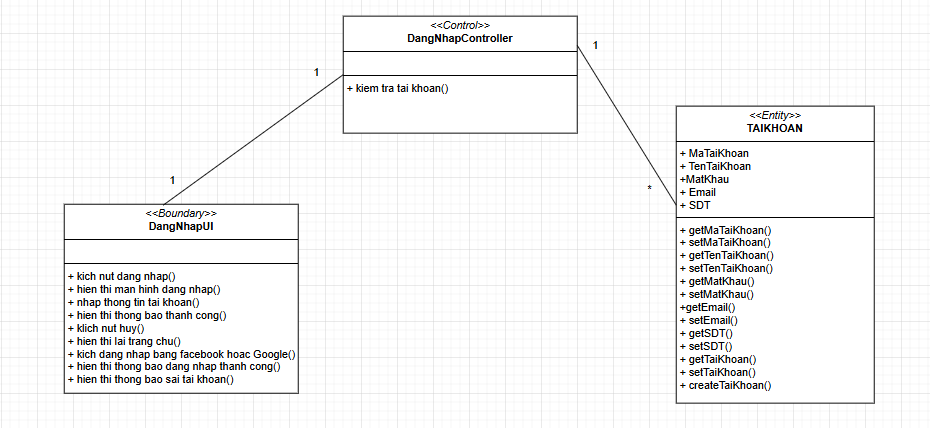 <<Control>>
DangNhapController
+ kiem tra tai khoan()
1
1
1
*
<<Entity>>
TAIKHOAN
+ MaTaiKhoan
+ TenTaiKhoan
+MatKhau
+ Email
+ SDT
+ getMaTaiKhoan()
+ setMaTaiKhoan()
+ getTenTaiKhoan()
+ setTenTaiKhoan()
+ getMatKhau()
+ setMatKhau()
+getEmail()
+ setEmail()
+ getSDT()
+ setSDT()
+ getTaiKhoan()
+ setTaiKhoan()
+ createTaiKhoan()
<<Boundary>>
DangNhapUI
+ kich nut dang nhap()
+ hien thi man hinh dang nhap()
+ nhap thong tin tai khoan()
+ hien thi thong bao thanh cong()
+ klich nut huy()
+ hien thi lai trang chu()
+ kich dang nhap bang facebook hoac Google()
+ hien thi thong bao dang nhap thanh cong()
+ hien thi thong bao sai tai khoan()